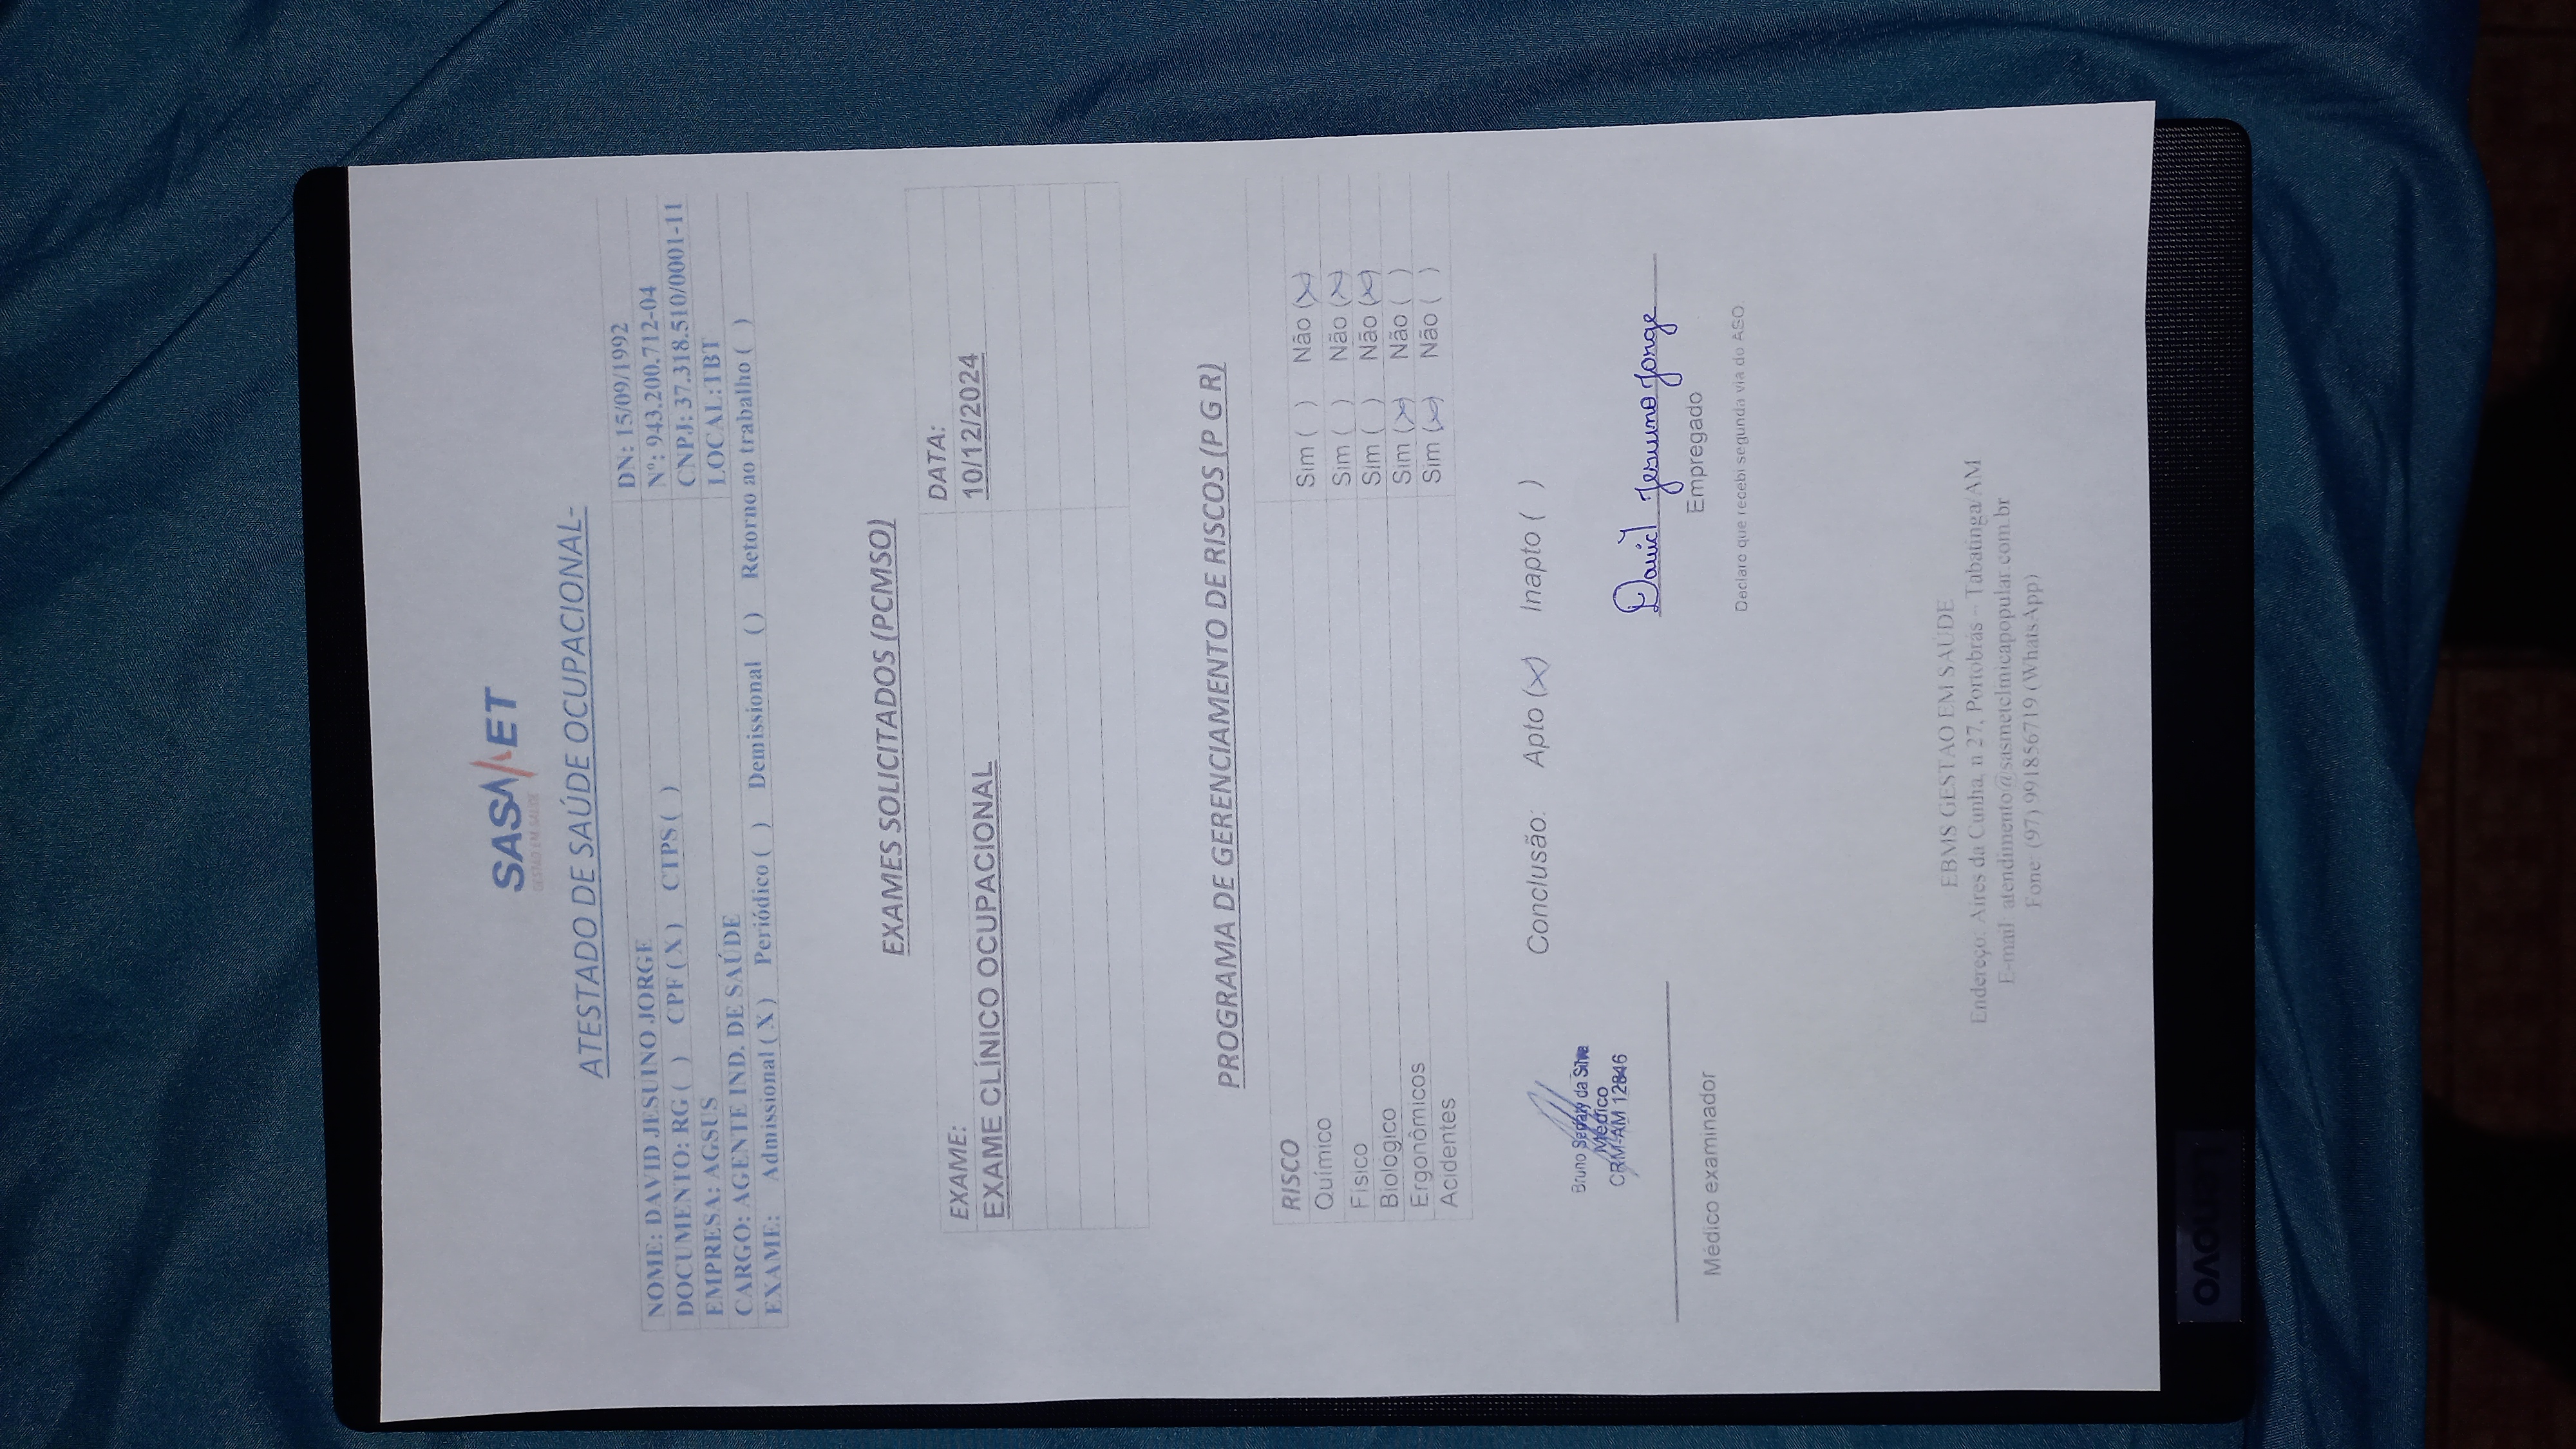 SASMET
GESTÃO EM SAÚDE
ATESTADO DE SAÚDE OCUPACIONAL-
NOME: DAVID JESUINO JORGE DN: 15/09/1992
DOCUMENTO: RG ( ) CPF ( X ) CTPS ( ) Nº: 943.200.712-04
EMPRESA: AGSUS CNPJ: 37.318.510/0001-11
CARGO: AGENTE IND. DE SAÚDE LOCAL:TBT
EXAME: Admissional ( X ) Periódico ( ) Demissional ( ) Retorno ao trabalho ( )
EXAMES SOLICITADOS (PCMSO)
EXAME: DATA:
EXAME CLÍNICO OCUPACIONAL 10/12/2024
PROGRAMA DE GERENCIAMENTO DE RISCOS (P G R)
RISCO
Químico Sim ( ) Não (X)
Físico Sim ( ) Não (X)
Biológico Sim ( ) Não (X)
Ergonômicos Sim (X) Não ( )
Acidentes Sim (X) Não ( )
Conclusão: Apto (X) Inapto ( )
Bruno da Silva
Médico
CRM-AM 12846
David Jesuino Jorge
Médico examinador
Empregado
Declaro que recebi segunda via do ASO.
EBMS GESTAO EM SAÚDE
Endereço: Aires da Cunha, n 27, Portobrás – Tabatinga/AM
E-mail: atendimento@sasmetclinicapopular.com.br
Fone: (97) 991856719 (WhatsApp)
Lenovo